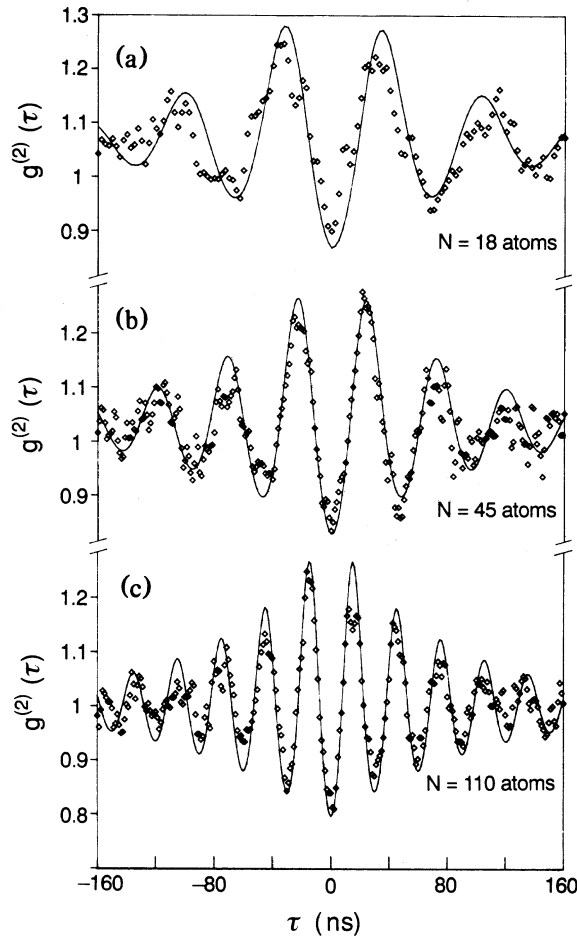 1.3
(a)
1.2
1.1
1
0.9
g(2) (τ)
N = 18 atoms
(b)
1.2
1.1
1
0.9
g(2) (τ)
N = 45 atoms
(c)
1.2
1.1
1
0.9
0.8
g(2) (τ)
N = 110 atoms
−160 −80 0 80 160
τ (ns)